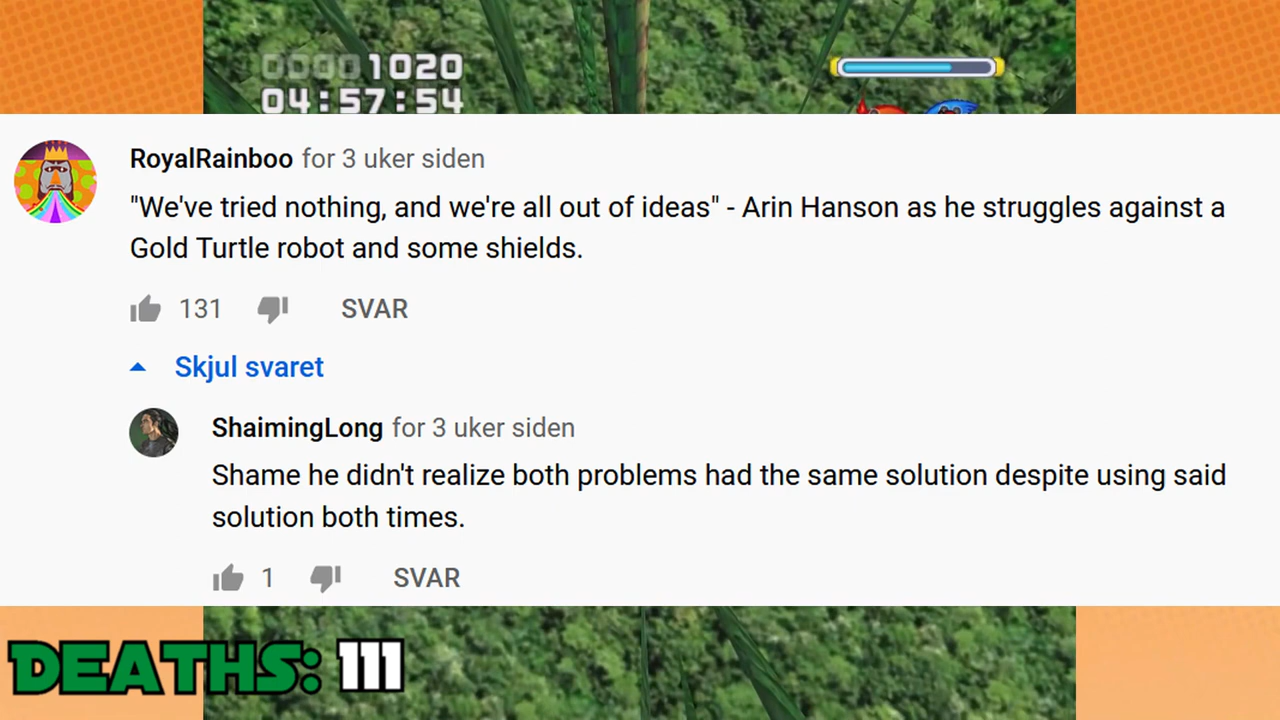 00001020
04:57:54
RoyalRainboo for 3 uker siden
"We've tried nothing, and we're all out of ideas" - Arin Hanson as he struggles against a
Gold Turtle robot and some shields.
131 SVAR
Skjul svaret
ShaimingLong for 3 uker siden
Shame he didn't realize both problems had the same solution despite using said
solution both times.
1 SVAR
DEATHS: 111